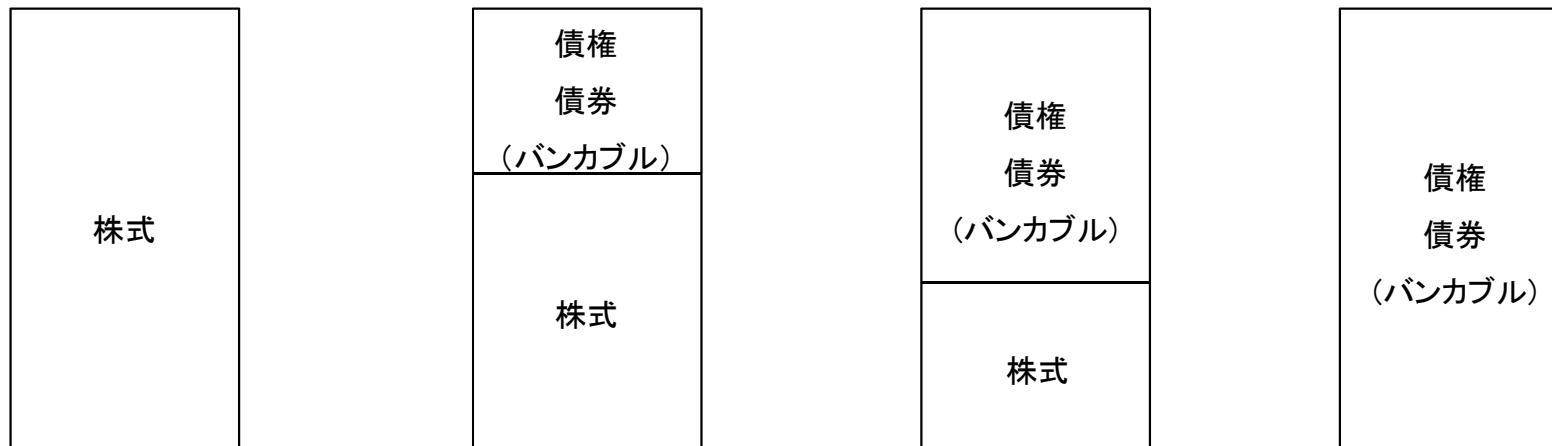 株式
債権
債券
（バンカブル）
株式
債権
債券
（バンカブル）
株式
債権
債券
（バンカブル）